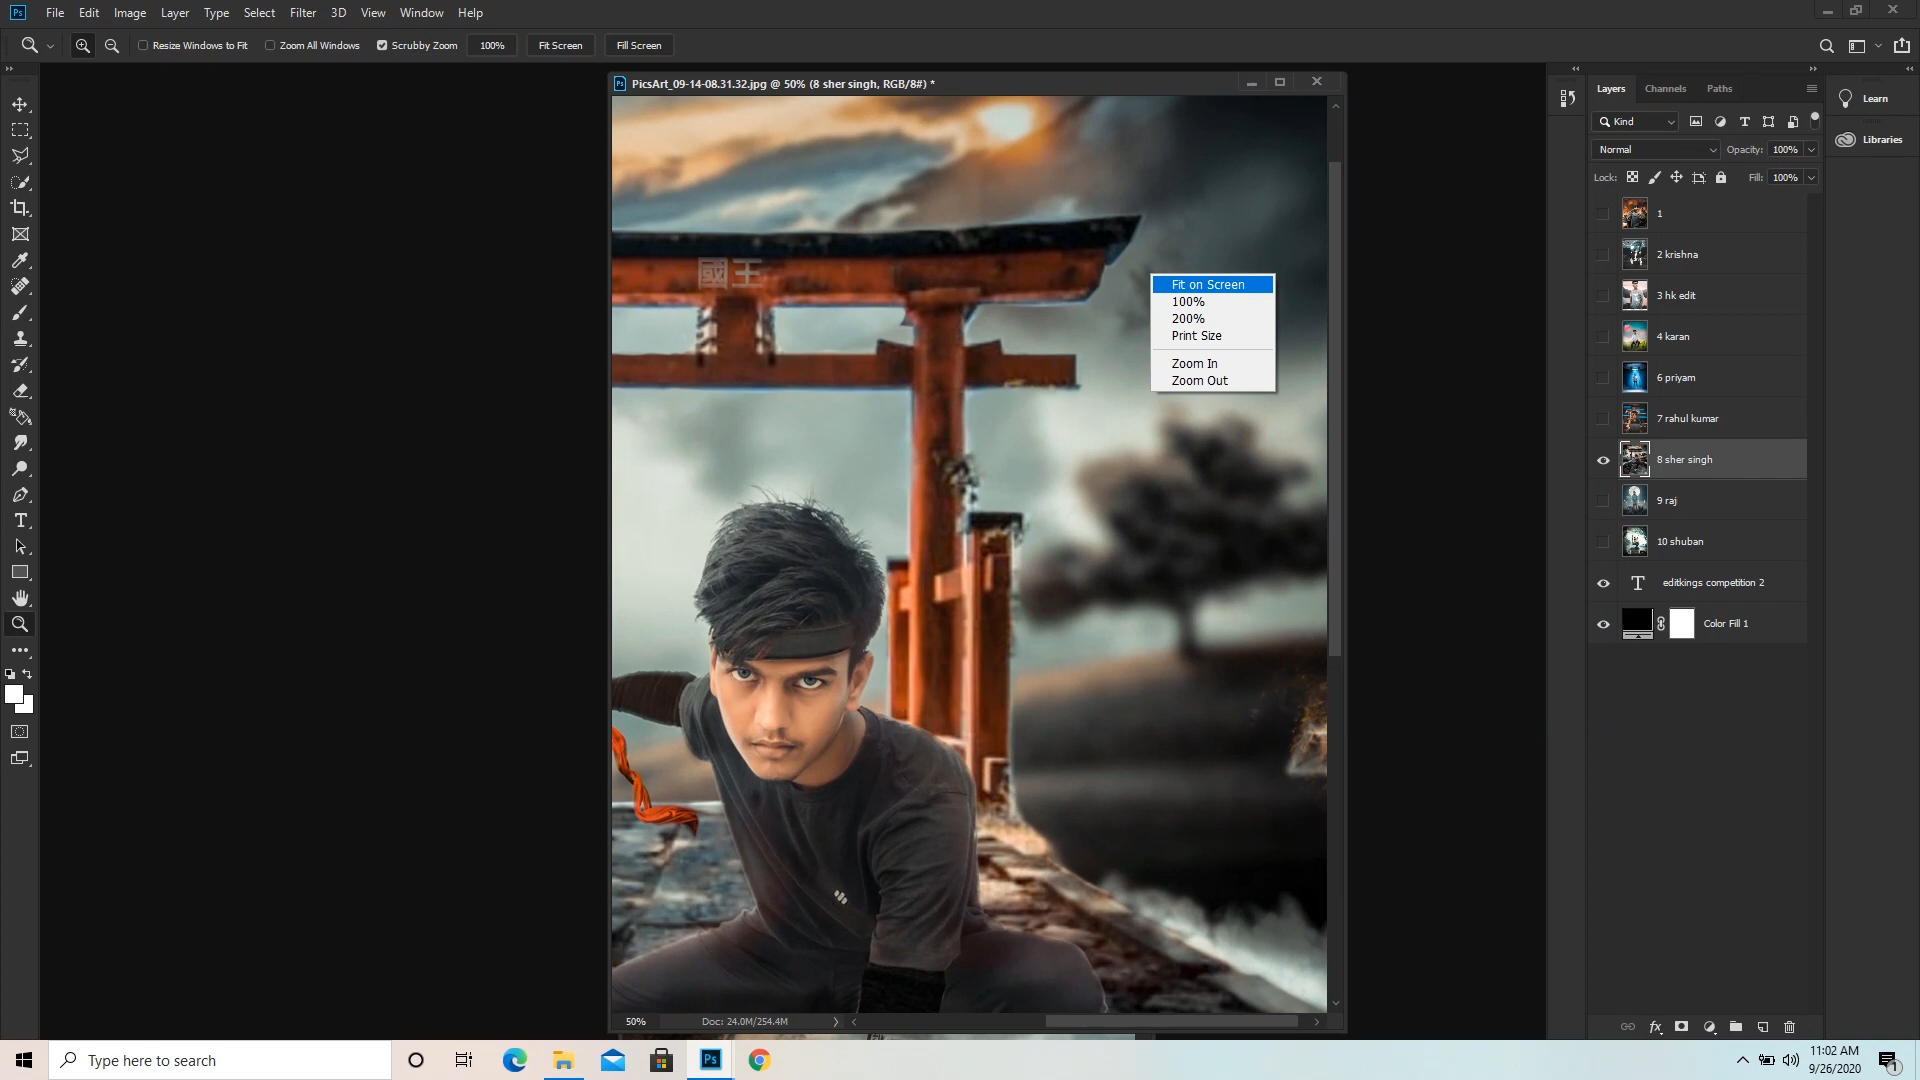 File Edit Image Layer Type Select Filter 3D View Window Help
Resize Windows to Fit Zoom All Windows Scrubby Zoom 100% Fit Screen Fill Screen
PicsArt_09-14-08.31.32.jpg @ 50% (8 sher singh, RGB/8#) *
國王
Fit on Screen
100%
200%
Print Size
Zoom In
Zoom Out
50% Doc: 24.0M/254.4M
Layers Channels Paths
Kind
Normal Opacity: 100%
Lock: Fill: 100%
1
2 krishna
3 hk edit
4 karan
6 priyam
7 rahul kumar
8 sher singh
9 raj
10 shuban
T editkings competition 2
Color Fill 1
fx
Learn
Libraries
Type here to search
Ps
11:02 AM
9/26/2020
1